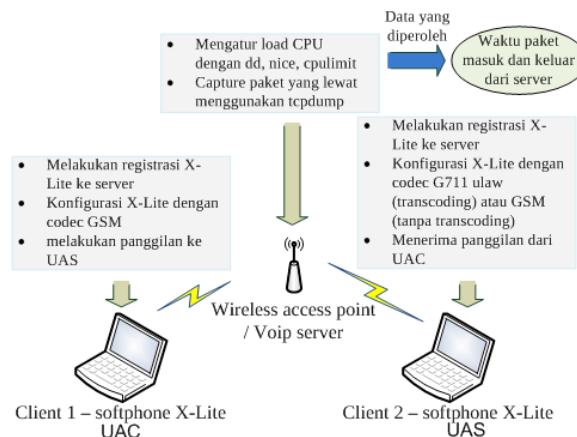 Data yang
diperoleh
• Mengatur load CPU
dengan dd, nice, cpulimit
• Capture paket yang lewat
menggunakan tcpdump
Waktu paket
masuk dan keluar
dari server
• Melakukan registrasi X-
Lite ke server
• Konfigurasi X-Lite dengan
codec GSM
• melakukan panggilan ke
UAS
• Melakukan registrasi X-
Lite ke server
• Konfigurasi X-Lite dengan
codec G711 ulaw
(transcoding) atau GSM
(tanpa transcoding)
• Menerima panggilan dari
UAC
Wireless access point
/ Voip server
Client 1 – softphone X-Lite
UAC
Client 2 – softphone X-Lite
UAS